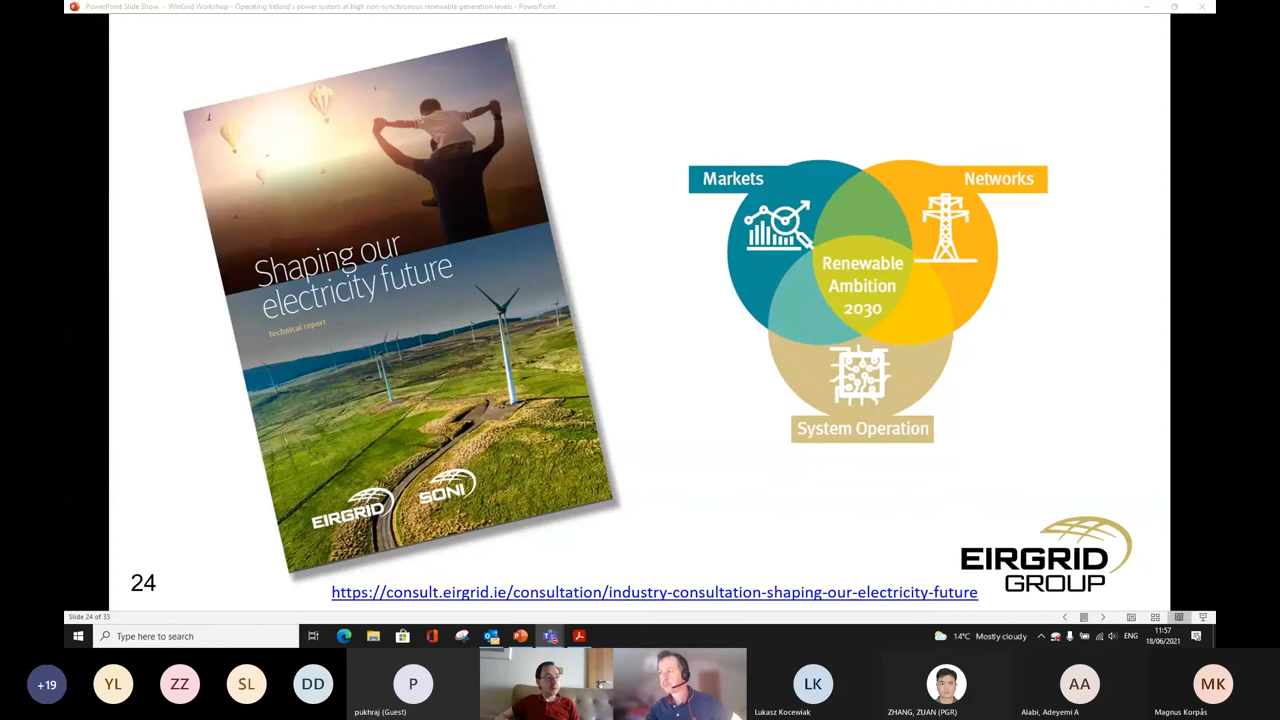 PowerPoint Slide Show - WinGrid Workshop - Operating Ireland's power system at high non-synchronous renewable generation levels - PowerPoint
Shaping our
electricity future
Technical report
EIRGRID
SONI
Markets
Networks
Renewable
Ambition
2030
System Operation
EIRGRID
GROUP
24
https://consult.eirgrid.ie/consultation/industry-consultation-shaping-our-electricity-future
Slide 24 of 33
Type here to search
14°C Mostly cloudy
ENG
11:57
18/06/2021
+19
YL
ZZ
SL
DD
P
pukhraj (Guest)
LK
Lukasz Kocewiak
ZHANG, ZUAN (PGR)
AA
Alabi, Adeyemi A
MK
Magnus Korpås